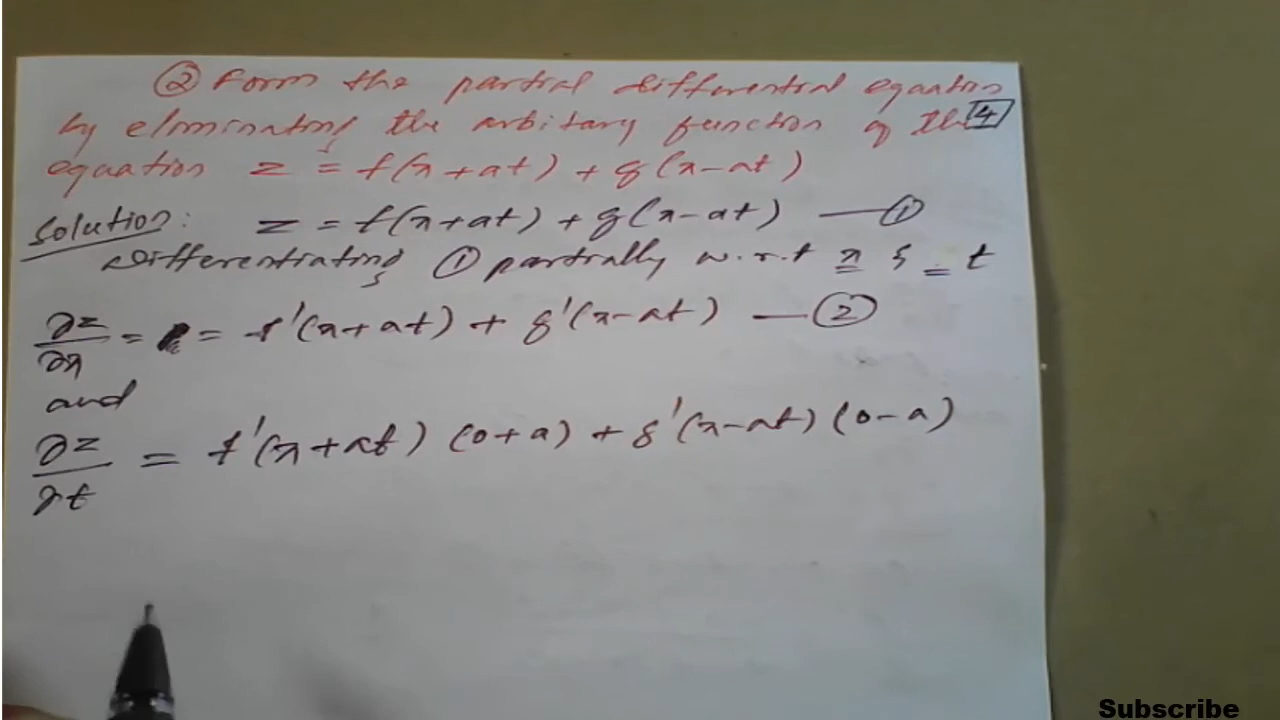 ② Form the partial differential equation
by eliminating the arbitary function of the
4
equation z = f(x+at) + g(x-at)
Solution: z = f(x+at) + g(x-at) — ①
Differentiating ① partially w.r.t x & t
∂z/∂x = = f'(x+at) + g'(x-at) — ②
and
∂z/∂t = f'(x+at) (0+a) + g'(x-at) (0-a)
Subscribe